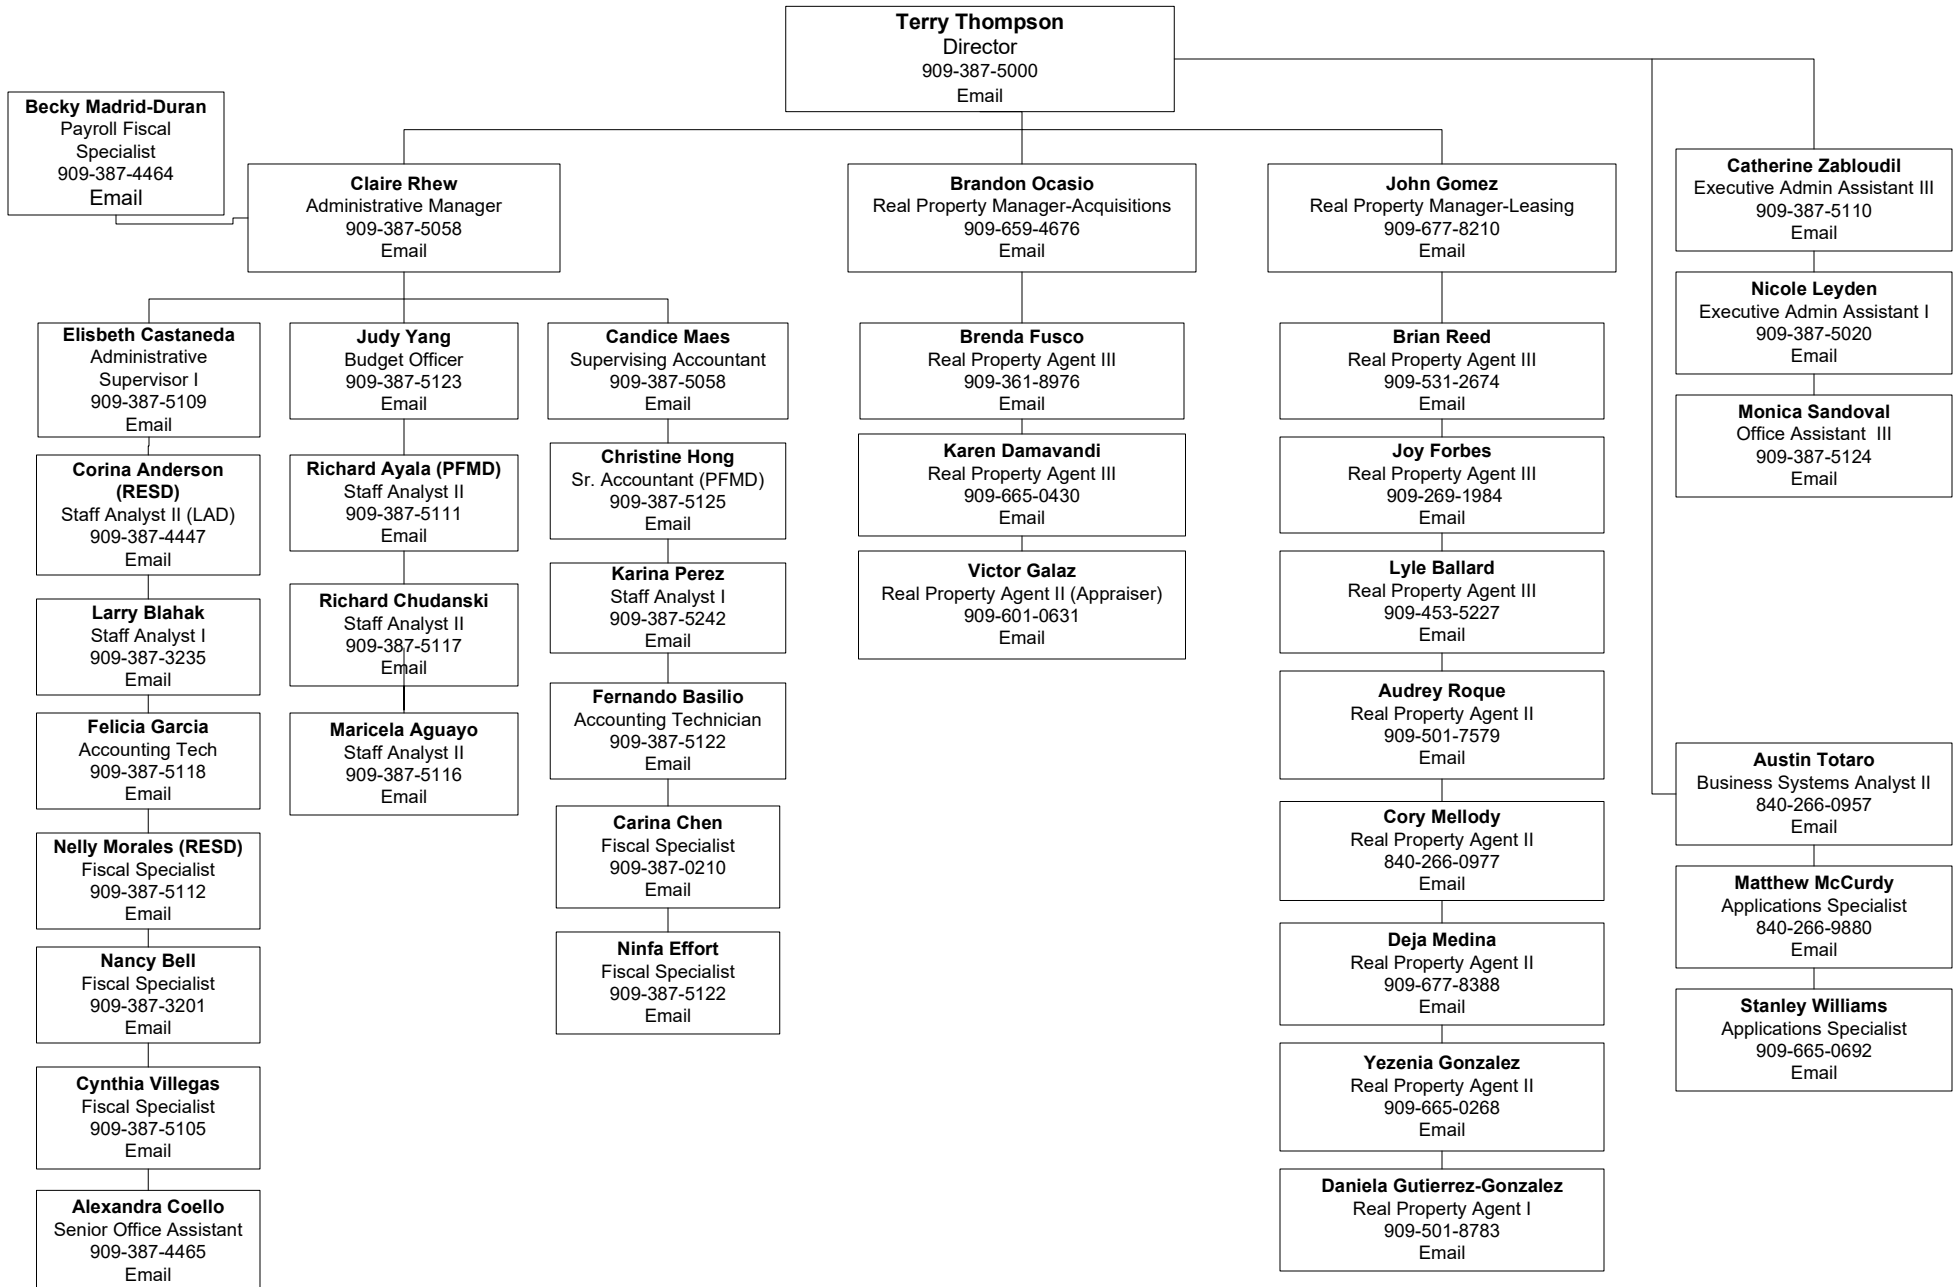 Terry Thompson
Director
909-387-5000
Email
Becky Madrid-Duran
Payroll Fiscal
Specialist
909-387-4464
Email
Claire Rhew
Administrative Manager
909-387-5058
Email
Brandon Ocasio
Real Property Manager-Acquisitions
909-659-4676
Email
John Gomez
Real Property Manager-Leasing
909-677-8210
Email
Catherine Zabloudil
Executive Admin Assistant III
909-387-5110
Email
Nicole Leyden
Executive Admin Assistant I
909-387-5020
Email
Monica Sandoval
Office Assistant  III
909-387-5124
Email
Elisbeth Castaneda
Administrative
Supervisor I
909-387-5109
Email
Corina Anderson
(RESD)
Staff Analyst II (LAD)
909-387-4447
Email
Larry Blahak
Staff Analyst I
909-387-3235
Email
Felicia Garcia
Accounting Tech
909-387-5118
Email
Nelly Morales (RESD)
Fiscal Specialist
909-387-5112
Email
Nancy Bell
Fiscal Specialist
909-387-3201
Email
Cynthia Villegas
Fiscal Specialist
909-387-5105
Email
Alexandra Coello
Senior Office Assistant
909-387-4465
Email
Judy Yang
Budget Officer
909-387-5123
Email
Richard Ayala (PFMD)
Staff Analyst II
909-387-5111
Email
Richard Chudanski
Staff Analyst II
909-387-5117
Email
Maricela Aguayo
Staff Analyst II
909-387-5116
Email
Candice Maes
Supervising Accountant
909-387-5058
Email
Christine Hong
Sr. Accountant (PFMD)
909-387-5125
Email
Karina Perez
Staff Analyst I
909-387-5242
Email
Fernando Basilio
Accounting Technician
909-387-5122
Email
Carina Chen
Fiscal Specialist
909-387-0210
Email
Ninfa Effort
Fiscal Specialist
909-387-5122
Email
Brenda Fusco
Real Property Agent III
909-361-8976
Email
Karen Damavandi
Real Property Agent III
909-665-0430
Email
Victor Galaz
Real Property Agent II (Appraiser)
909-601-0631
Email
Brian Reed
Real Property Agent III
909-531-2674
Email
Joy Forbes
Real Property Agent III
909-269-1984
Email
Lyle Ballard
Real Property Agent III
909-453-5227
Email
Audrey Roque
Real Property Agent II
909-501-7579
Email
Cory Mellody
Real Property Agent II
840-266-0977
Email
Deja Medina
Real Property Agent II
909-677-8388
Email
Yezenia Gonzalez
Real Property Agent II
909-665-0268
Email
Daniela Gutierrez-Gonzalez
Real Property Agent I
909-501-8783
Email
Austin Totaro
Business Systems Analyst II
840-266-0957
Email
Matthew McCurdy
Applications Specialist
840-266-9880
Email
Stanley Williams
Applications Specialist
909-665-0692
Email